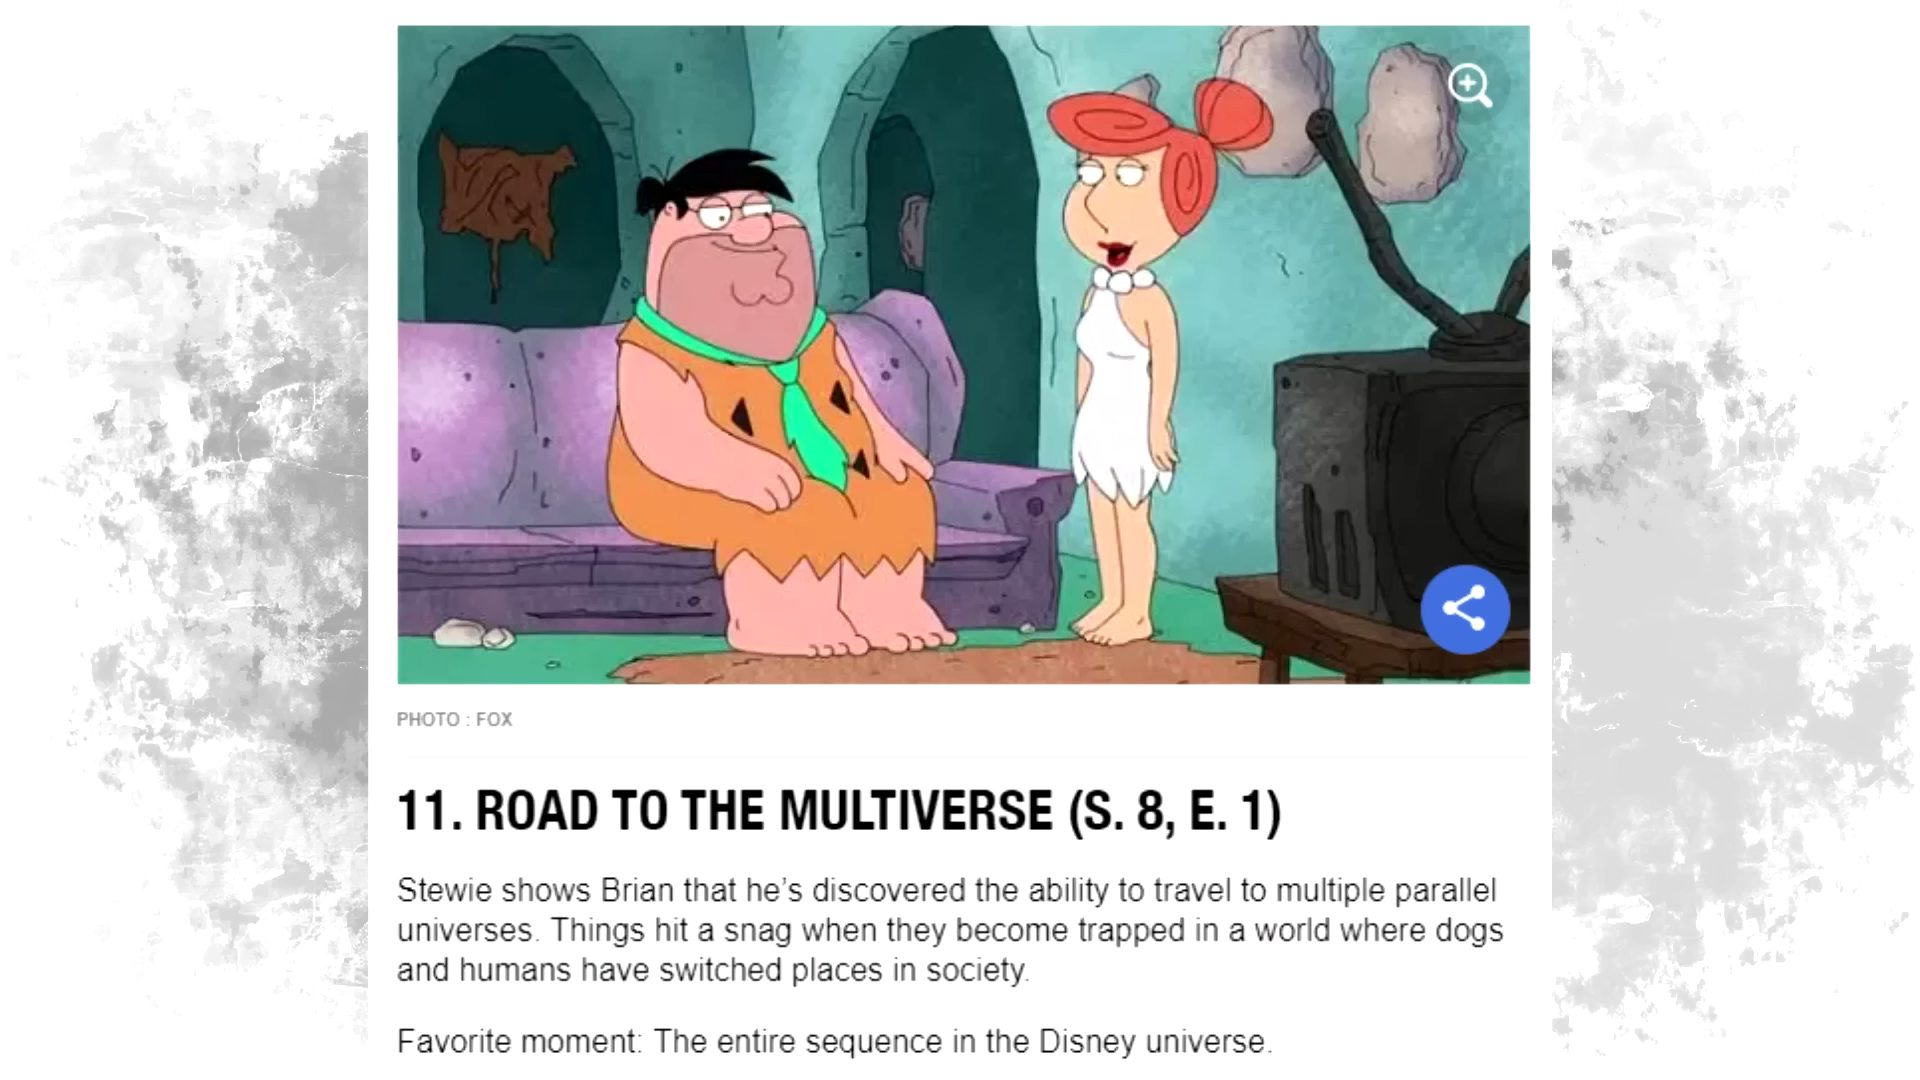 PHOTO : FOX
11. ROAD TO THE MULTIVERSE (S. 8, E. 1)
Stewie shows Brian that he’s discovered the ability to travel to multiple parallel
universes. Things hit a snag when they become trapped in a world where dogs
and humans have switched places in society.
Favorite moment: The entire sequence in the Disney universe.